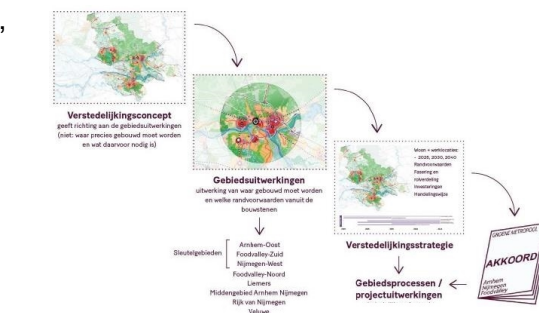 ,
Verstedelijkingsconcept
geeft richting aan de gebiedsuitwerkingen
(niet: waar precies gebouwd moet worden
en wat daarvoor nodig is)
Gebiedsuitwerkingen
uitwerking van waar gebouwd moet worden
en welke randvoorwaarden vanuit de
bouwstenen
Sleutelgebieden
Arnhem-Oost
Foodvalley-Zuid
Nijmegen-West
Foodvalley-Noord
Liemers
Middengebied Arnhem Nijmegen
Rijk van Nijmegen
Veluwe
Woon + werklocaties
- 2025, 2030, 2040
Randvoorwaarden
Fasering en
rolverdeling
Investeringen
Handelingswijze
Verstedelijkingsstrategie
Gebiedsprocessen /
projectuitwerkingen
GROENE METROPOOL
AKKOORD
Arnhem
Nijmegen
Foodvalley